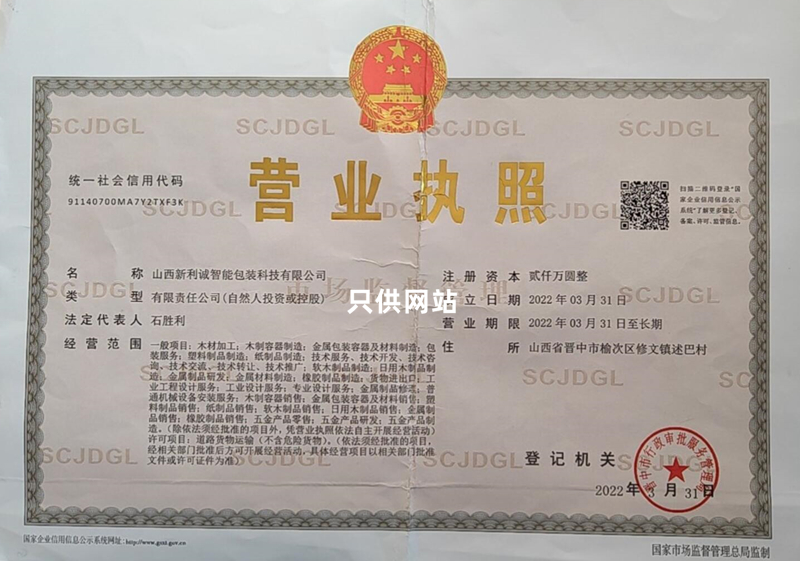 营业执照
统一社会信用代码
91140700MA7Y2TXF3K
扫描二维码登录"国
家企业信用信息公示
系统"了解更多登记、
备案、许可、监管信息。
名 称 山西新利诚智能包装科技有限公司
类 型 有限责任公司(自然人投资或控股)
法定代表人 石胜利
经营范围 一般项目：木材加工；木制容器制造；金属包装容器及材料制造；包
装服务；塑料制品制造；纸制品制造；技术服务、技术开发、技术咨
询、技术交流、技术转让、技术推广；软木制品制造；日用木制品制
造；金属制品研发；金属材料制造；橡胶制品制造；货物进出口；工
业工程设计服务；工业设计服务；专业设计服务；金属制品修理；普
通机械设备安装服务；木制容器销售；金属包装容器及材料销售；塑
料制品销售；纸制品销售；软木制品销售；日用木制品销售；金属制
品销售；橡胶制品销售；五金产品零售；五金产品研发；五金产品制
造。(除依法须经批准的项目外，凭营业执照依法自主开展经营活动)
许可项目：道路货物运输（不含危险货物）。(依法须经批准的项目，
经相关部门批准后方可开展经营活动，具体经营项目以相关部门批准
文件或许可证件为准)
注册资本 贰仟万圆整
成立日期 2022年03月31日
营业期限 2022年03月31日至长期
住 所 山西省晋中市榆次区修文镇述巴村
只供网站
市场监督管理
登记机关
晋中市行政审批服务管理局
2022年 3 月 31 日
国家企业信用信息公示系统网址：http://www.gsxt.gov.cn
国家市场监督管理总局监制
SCJDGL SCJDGL SCJDGL SCJDGL